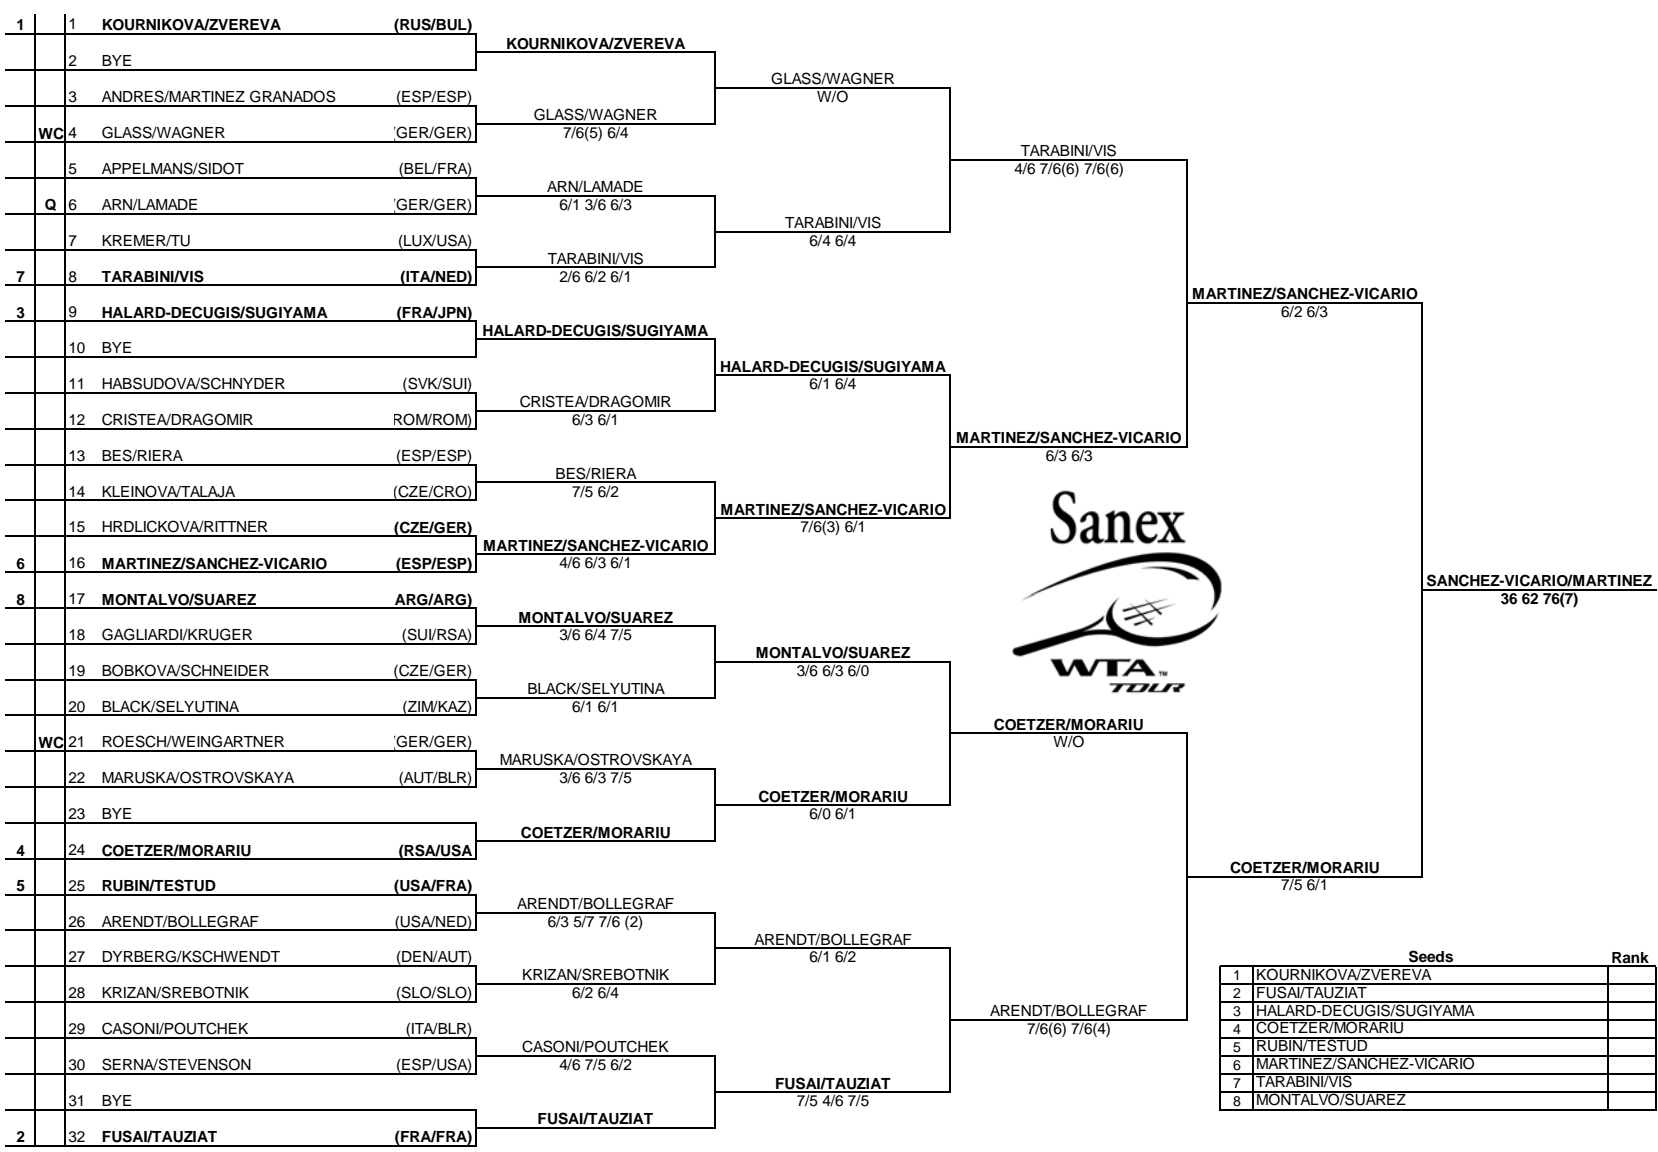 1 1 KOURNIKOVA/ZVEREVA (RUS/BUL)
2 BYE
3 ANDRES/MARTINEZ GRANADOS (ESP/ESP)
WC 4 GLASS/WAGNER (GER/GER)
5 APPELMANS/SIDOT (BEL/FRA)
Q 6 ARN/LAMADE (GER/GER)
7 KREMER/TU (LUX/USA)
7 8 TARABINI/VIS (ITA/NED)
3 9 HALARD-DECUGIS/SUGIYAMA (FRA/JPN)
10 BYE
11 HABSUDOVA/SCHNYDER (SVK/SUI)
12 CRISTEA/DRAGOMIR ROM/ROM)
13 BES/RIERA (ESP/ESP)
14 KLEINOVA/TALAJA (CZE/CRO)
15 HRDLICKOVA/RITTNER (CZE/GER)
6 16 MARTINEZ/SANCHEZ-VICARIO (ESP/ESP)
8 17 MONTALVO/SUAREZ ARG/ARG)
18 GAGLIARDI/KRUGER (SUI/RSA)
19 BOBKOVA/SCHNEIDER (CZE/GER)
20 BLACK/SELYUTINA (ZIM/KAZ)
WC 21 ROESCH/WEINGARTNER (GER/GER)
22 MARUSKA/OSTROVSKAYA (AUT/BLR)
23 BYE
4 24 COETZER/MORARIU (RSA/USA
5 25 RUBIN/TESTUD (USA/FRA)
26 ARENDT/BOLLEGRAF (USA/NED)
27 DYRBERG/KSCHWENDT (DEN/AUT)
28 KRIZAN/SREBOTNIK (SLO/SLO)
29 CASONI/POUTCHEK (ITA/BLR)
30 SERNA/STEVENSON (ESP/USA)
31 BYE
2 32 FUSAI/TAUZIAT (FRA/FRA)
KOURNIKOVA/ZVEREVA
GLASS/WAGNER
7/6(5) 6/4
ARN/LAMADE
6/1 3/6 6/3
TARABINI/VIS
2/6 6/2 6/1
HALARD-DECUGIS/SUGIYAMA
CRISTEA/DRAGOMIR
6/3 6/1
BES/RIERA
7/5 6/2
MARTINEZ/SANCHEZ-VICARIO
4/6 6/3 6/1
MONTALVO/SUAREZ
3/6 6/4 7/5
BLACK/SELYUTINA
6/1 6/1
MARUSKA/OSTROVSKAYA
3/6 6/3 7/5
COETZER/MORARIU
ARENDT/BOLLEGRAF
6/3 5/7 7/6 (2)
KRIZAN/SREBOTNIK
6/2 6/4
CASONI/POUTCHEK
4/6 7/5 6/2
FUSAI/TAUZIAT
GLASS/WAGNER
W/O
TARABINI/VIS
6/4 6/4
HALARD-DECUGIS/SUGIYAMA
6/1 6/4
MARTINEZ/SANCHEZ-VICARIO
7/6(3) 6/1
MONTALVO/SUAREZ
3/6 6/3 6/0
COETZER/MORARIU
6/0 6/1
ARENDT/BOLLEGRAF
6/1 6/2
FUSAI/TAUZIAT
7/5 4/6 7/5
TARABINI/VIS
4/6 7/6(6) 7/6(6)
MARTINEZ/SANCHEZ-VICARIO
6/3 6/3
COETZER/MORARIU
W/O
ARENDT/BOLLEGRAF
7/6(6) 7/6(4)
MARTINEZ/SANCHEZ-VICARIO
6/2 6/3
COETZER/MORARIU
7/5 6/1
SANCHEZ-VICARIO/MARTINEZ
36 62 76(7)
Sanex
WTA™
TOUR
Seeds Rank
1 KOURNIKOVA/ZVEREVA
2 FUSAI/TAUZIAT
3 HALARD-DECUGIS/SUGIYAMA
4 COETZER/MORARIU
5 RUBIN/TESTUD
6 MARTINEZ/SANCHEZ-VICARIO
7 TARABINI/VIS
8 MONTALVO/SUAREZ